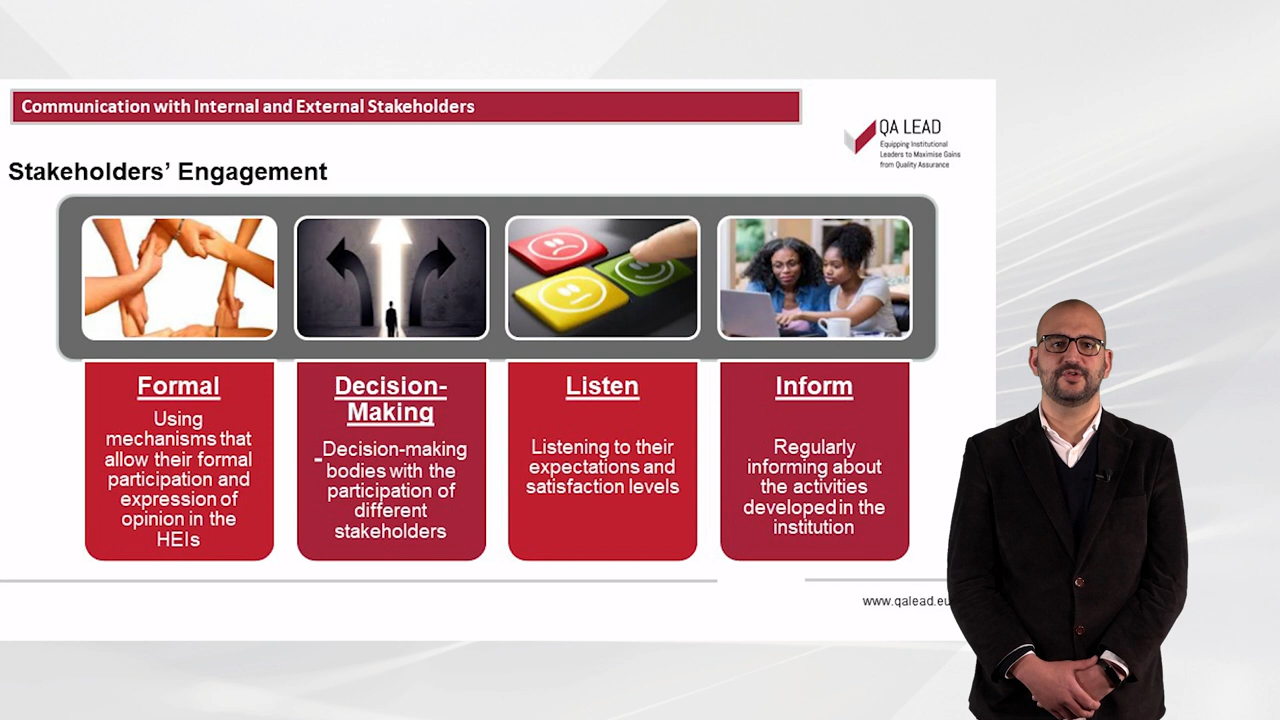 Communication with Internal and External Stakeholders
QA LEAD
Equipping Institutional
Leaders to Maximise Gains
from Quality Assurance
Stakeholders’ Engagement
Formal
Using
mechanisms that
allow their formal
participation and
expression of
opinion in the
HEIs
Decision-
Making
-Decision-making
bodies with the
participation of
different
stakeholders
Listen
Listening to their
expectations and
satisfaction levels
Inform
Regularly
informing about
the activities
developed in the
institution
www.qalead.eu